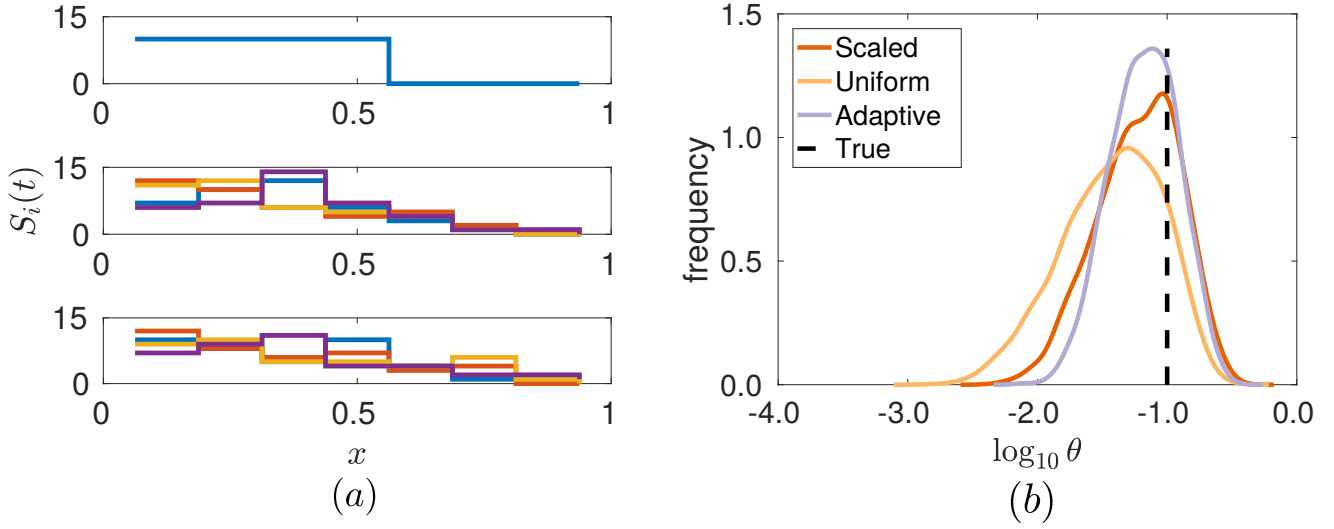 15
0
0 0.5 1
15
0
0 0.5 1
15
0
0 0.5 1
S_i(t)
x
(a)
1.5
1.0
0.5
0.0
-4.0 -3.0 -2.0 -1.0 0.0
frequency
log₁₀ θ
Scaled
Uniform
Adaptive
True
(b)